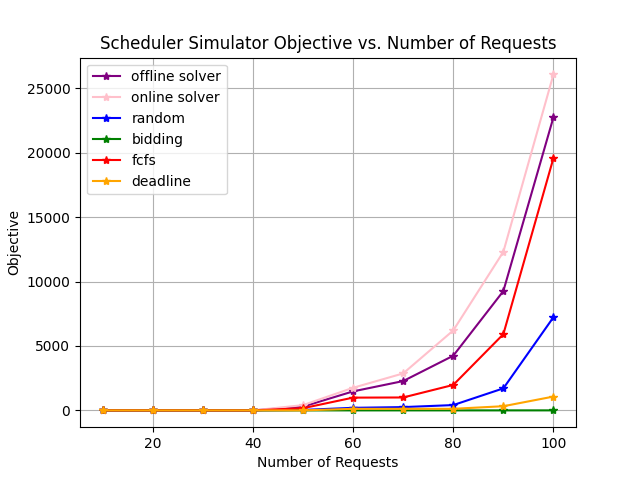 Scheduler Simulator Objective vs. Number of Requests
offline solver
online solver
random
bidding
fcfs
deadline
Objective
25000
20000
15000
10000
5000
0
20
40
60
80
100
Number of Requests